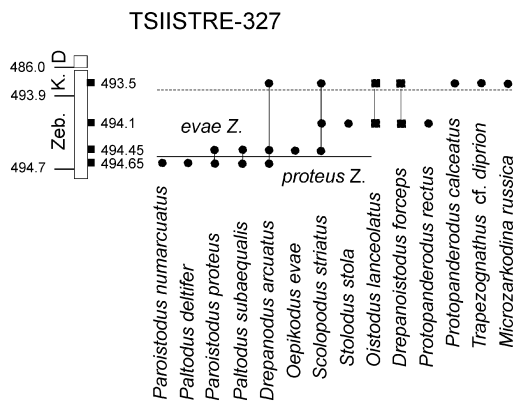 TSIISTRE-327
D
K.
Zeb.
486.0
493.9
494.7
493.5
494.1
494.45
494.65
evae Z.
proteus Z.
Paroistodus numarcuatus
Paltodus deltifer
Paroistodus proteus
Paltodus subaequalis
Drepanodus arcuatus
Oepikodus evae
Scolopodus striatus
Stolodus stola
Oistodus lanceolatus
Drepanoistodus forceps
Protopanderodus rectus
Protopanderodus calceatus
Trapezognathus cf. diprion
Microzarkodina russica